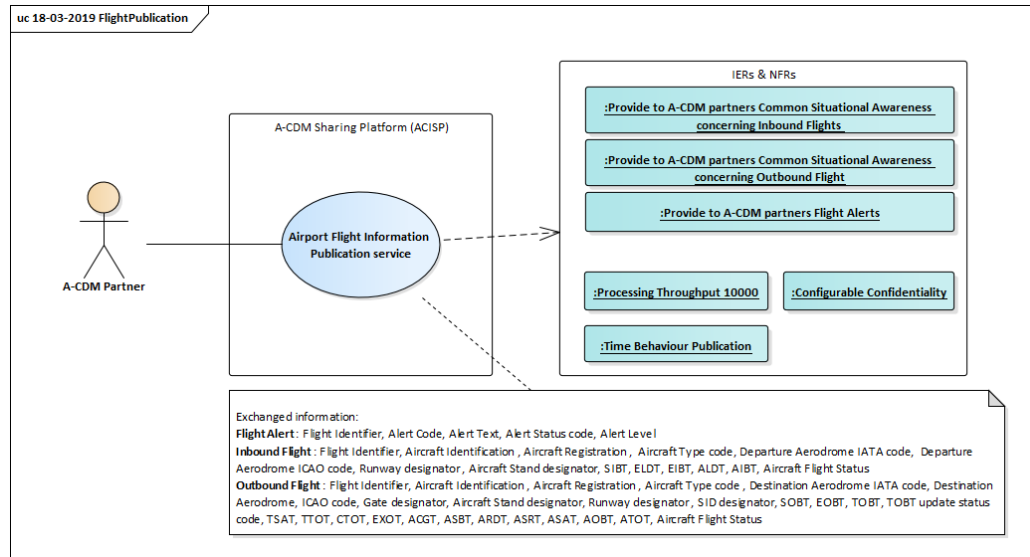 uc 18-03-2019 FlightPublication
IERs & NFRs
:Provide to A-CDM partners Common Situational Awareness
concerning Inbound Flights
:Provide to A-CDM partners Common Situational Awareness
concerning Outbound Flight
:Provide to A-CDM partners Flight Alerts
:Processing Throughput 10000
:Configurable Confidentiality
:Time Behaviour Publication
A-CDM Sharing Platform (ACISP)
Airport Flight Information
Publication service
A-CDM Partner
Exchanged information:
Flight Alert : Flight Identifier, Alert Code, Alert Text, Alert Status code, Alert Level
Inbound Flight : Flight Identifier, Aircraft Identification , Aircraft Registration , Aircraft Type code, Departure Aerodrome IATA code, Departure
Aerodrome ICAO code, Runway designator , Aircraft Stand designator, SIBT, ELDT, EIBT, ALDT, AIBT, Aircraft Flight Status
Outbound Flight : Flight Identifier, Aircraft Identification , Aircraft Registration , Aircraft Type code , Destination Aerodrome IATA code, Destination
Aerodrome, ICAO code, Gate designator, Aircraft Stand designator, Runway designator , SID designator, SOBT, EOBT, TOBT, TOBT update status
code, TSAT, TTOT, CTOT, EXOT, ACGT, ASBT, ARDT, ASRT, ASAT, AOBT, ATOT, Aircraft Flight Status